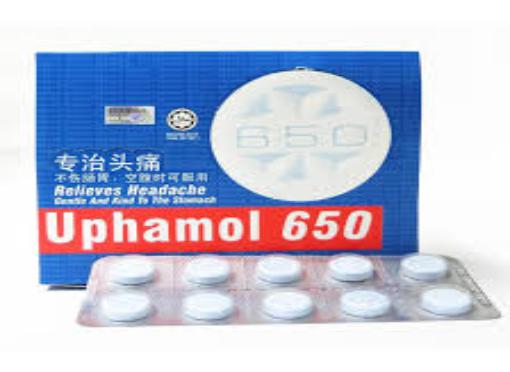 650
专治头痛
不伤肠胃，空腹时可服用
Relieves Headache
Gentle And Kind To The Stomach
Uphamol 650